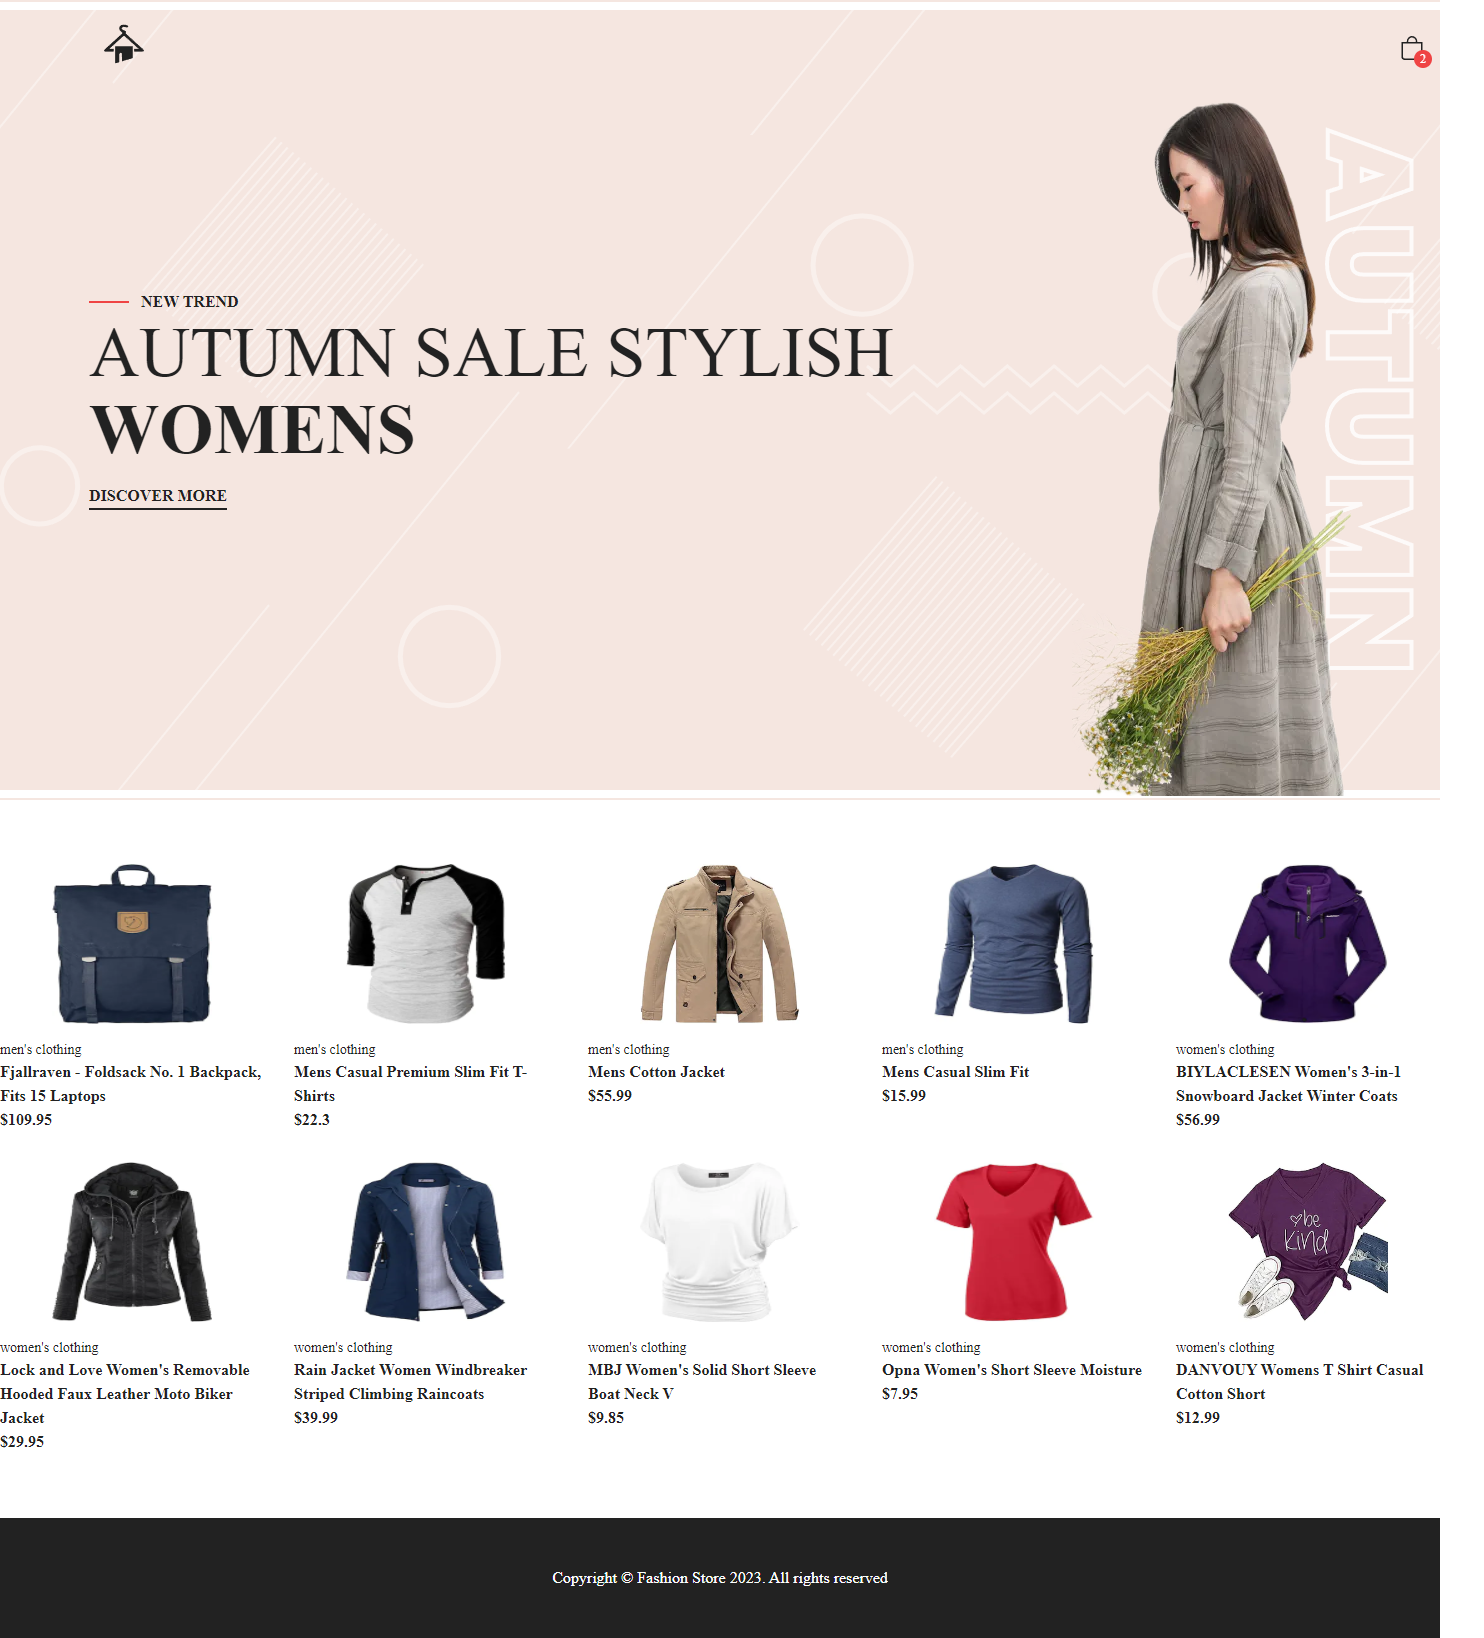 2
AUTUMN
NEW TREND
AUTUMN SALE STYLISH
WOMENS
DISCOVER MORE
men's clothing
Fjallraven - Foldsack No. 1 Backpack,
Fits 15 Laptops
$109.95
men's clothing
Mens Casual Premium Slim Fit T-
Shirts
$22.3
men's clothing
Mens Cotton Jacket
$55.99
men's clothing
Mens Casual Slim Fit
$15.99
women's clothing
BIYLACLESEN Women's 3-in-1
Snowboard Jacket Winter Coats
$56.99
be
kind
women's clothing
Lock and Love Women's Removable
Hooded Faux Leather Moto Biker
Jacket
$29.95
women's clothing
Rain Jacket Women Windbreaker
Striped Climbing Raincoats
$39.99
women's clothing
MBJ Women's Solid Short Sleeve
Boat Neck V
$9.85
women's clothing
Opna Women's Short Sleeve Moisture
$7.95
women's clothing
DANVOUY Womens T Shirt Casual
Cotton Short
$12.99
Copyright © Fashion Store 2023. All rights reserved